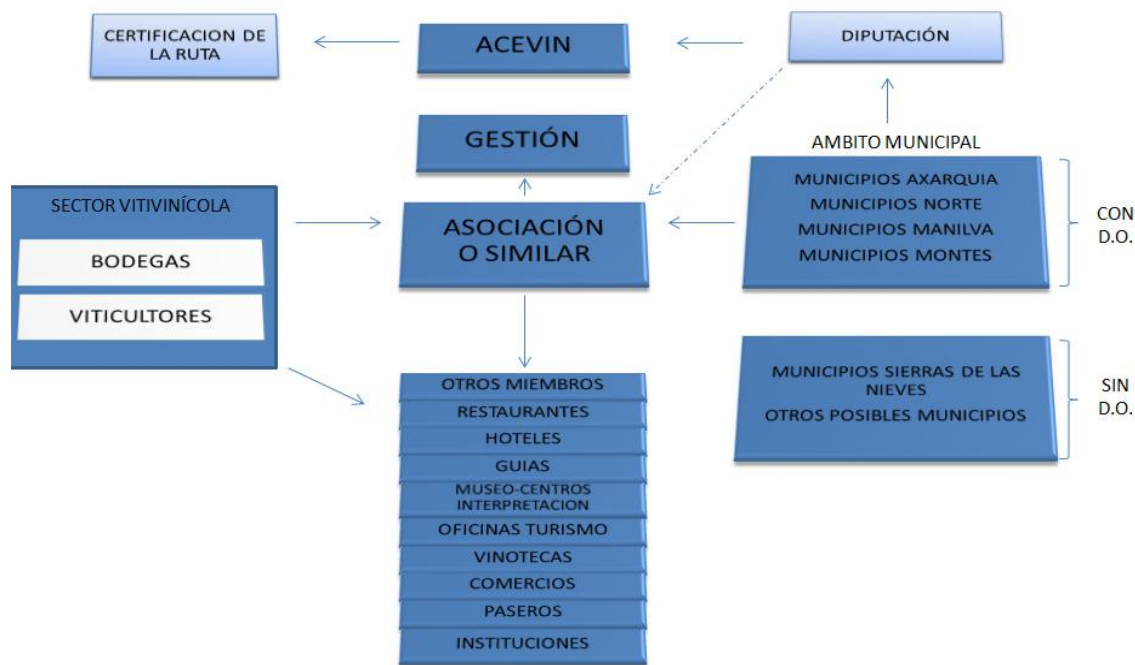 CERTIFICACION DE
LA RUTA
ACEVIN
DIPUTACIÓN
GESTIÓN
AMBITO MUNICIPAL
SECTOR VITIVINÍCOLA
BODEGAS
VITICULTORES
ASOCIACIÓN
O SIMILAR
MUNICIPIOS AXARQUIA
MUNICIPIOS NORTE
MUNICIPIOS MANILVA
MUNICIPIOS MONTES
CON
D.O.
MUNICIPIOS SIERRAS DE LAS
NIEVES
OTROS POSIBLES MUNICIPIOS
SIN
D.O.
OTROS MIEMBROS
RESTAURANTES
HOTELES
GUIAS
MUSEO-CENTROS
INTERPRETACION
OFICINAS TURISMO
VINOTECAS
COMERCIOS
PASEROS
INSTITUCIONES